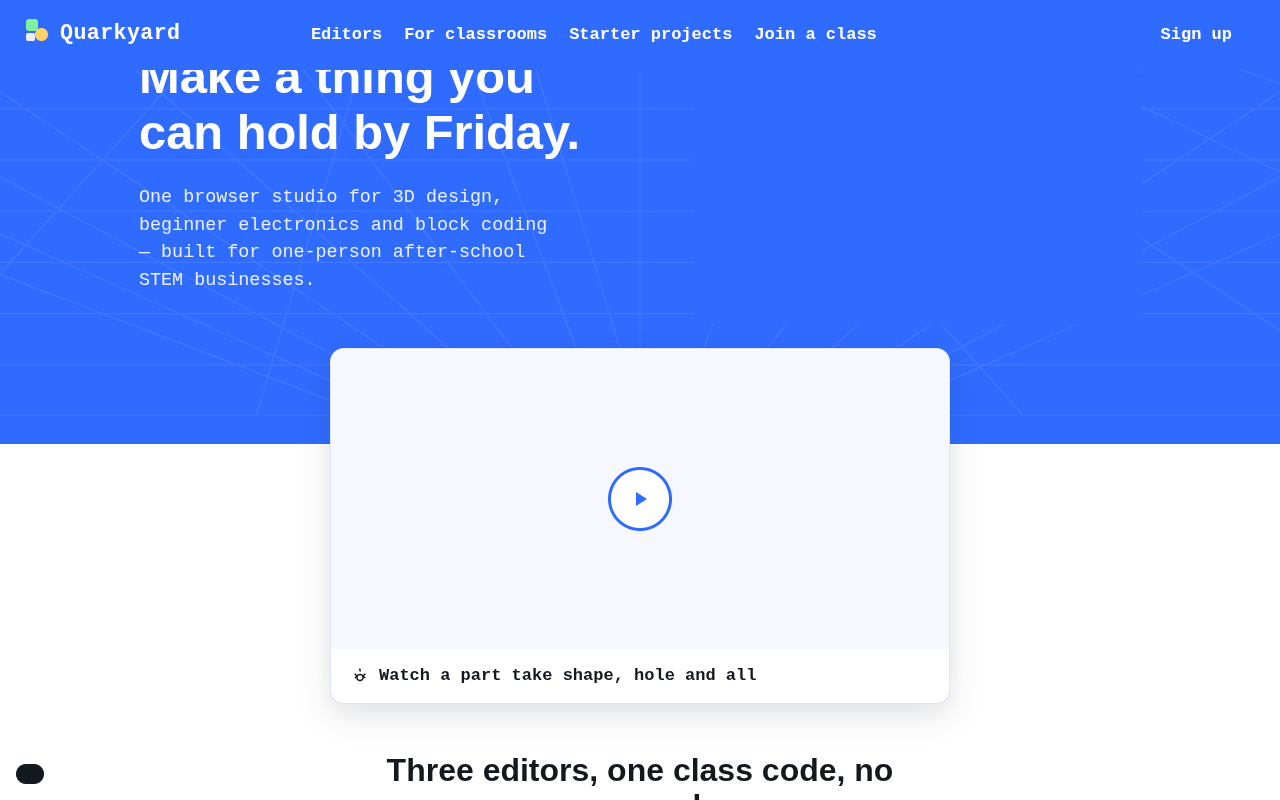 Quarkyard
Editors For classrooms Starter projects Join a class Sign up
Make a thing you
can hold by Friday.
One browser studio for 3D design,
beginner electronics and block coding
— built for one-person after-school
STEM businesses.
Watch a part take shape, hole and all
Three editors, one class code, no